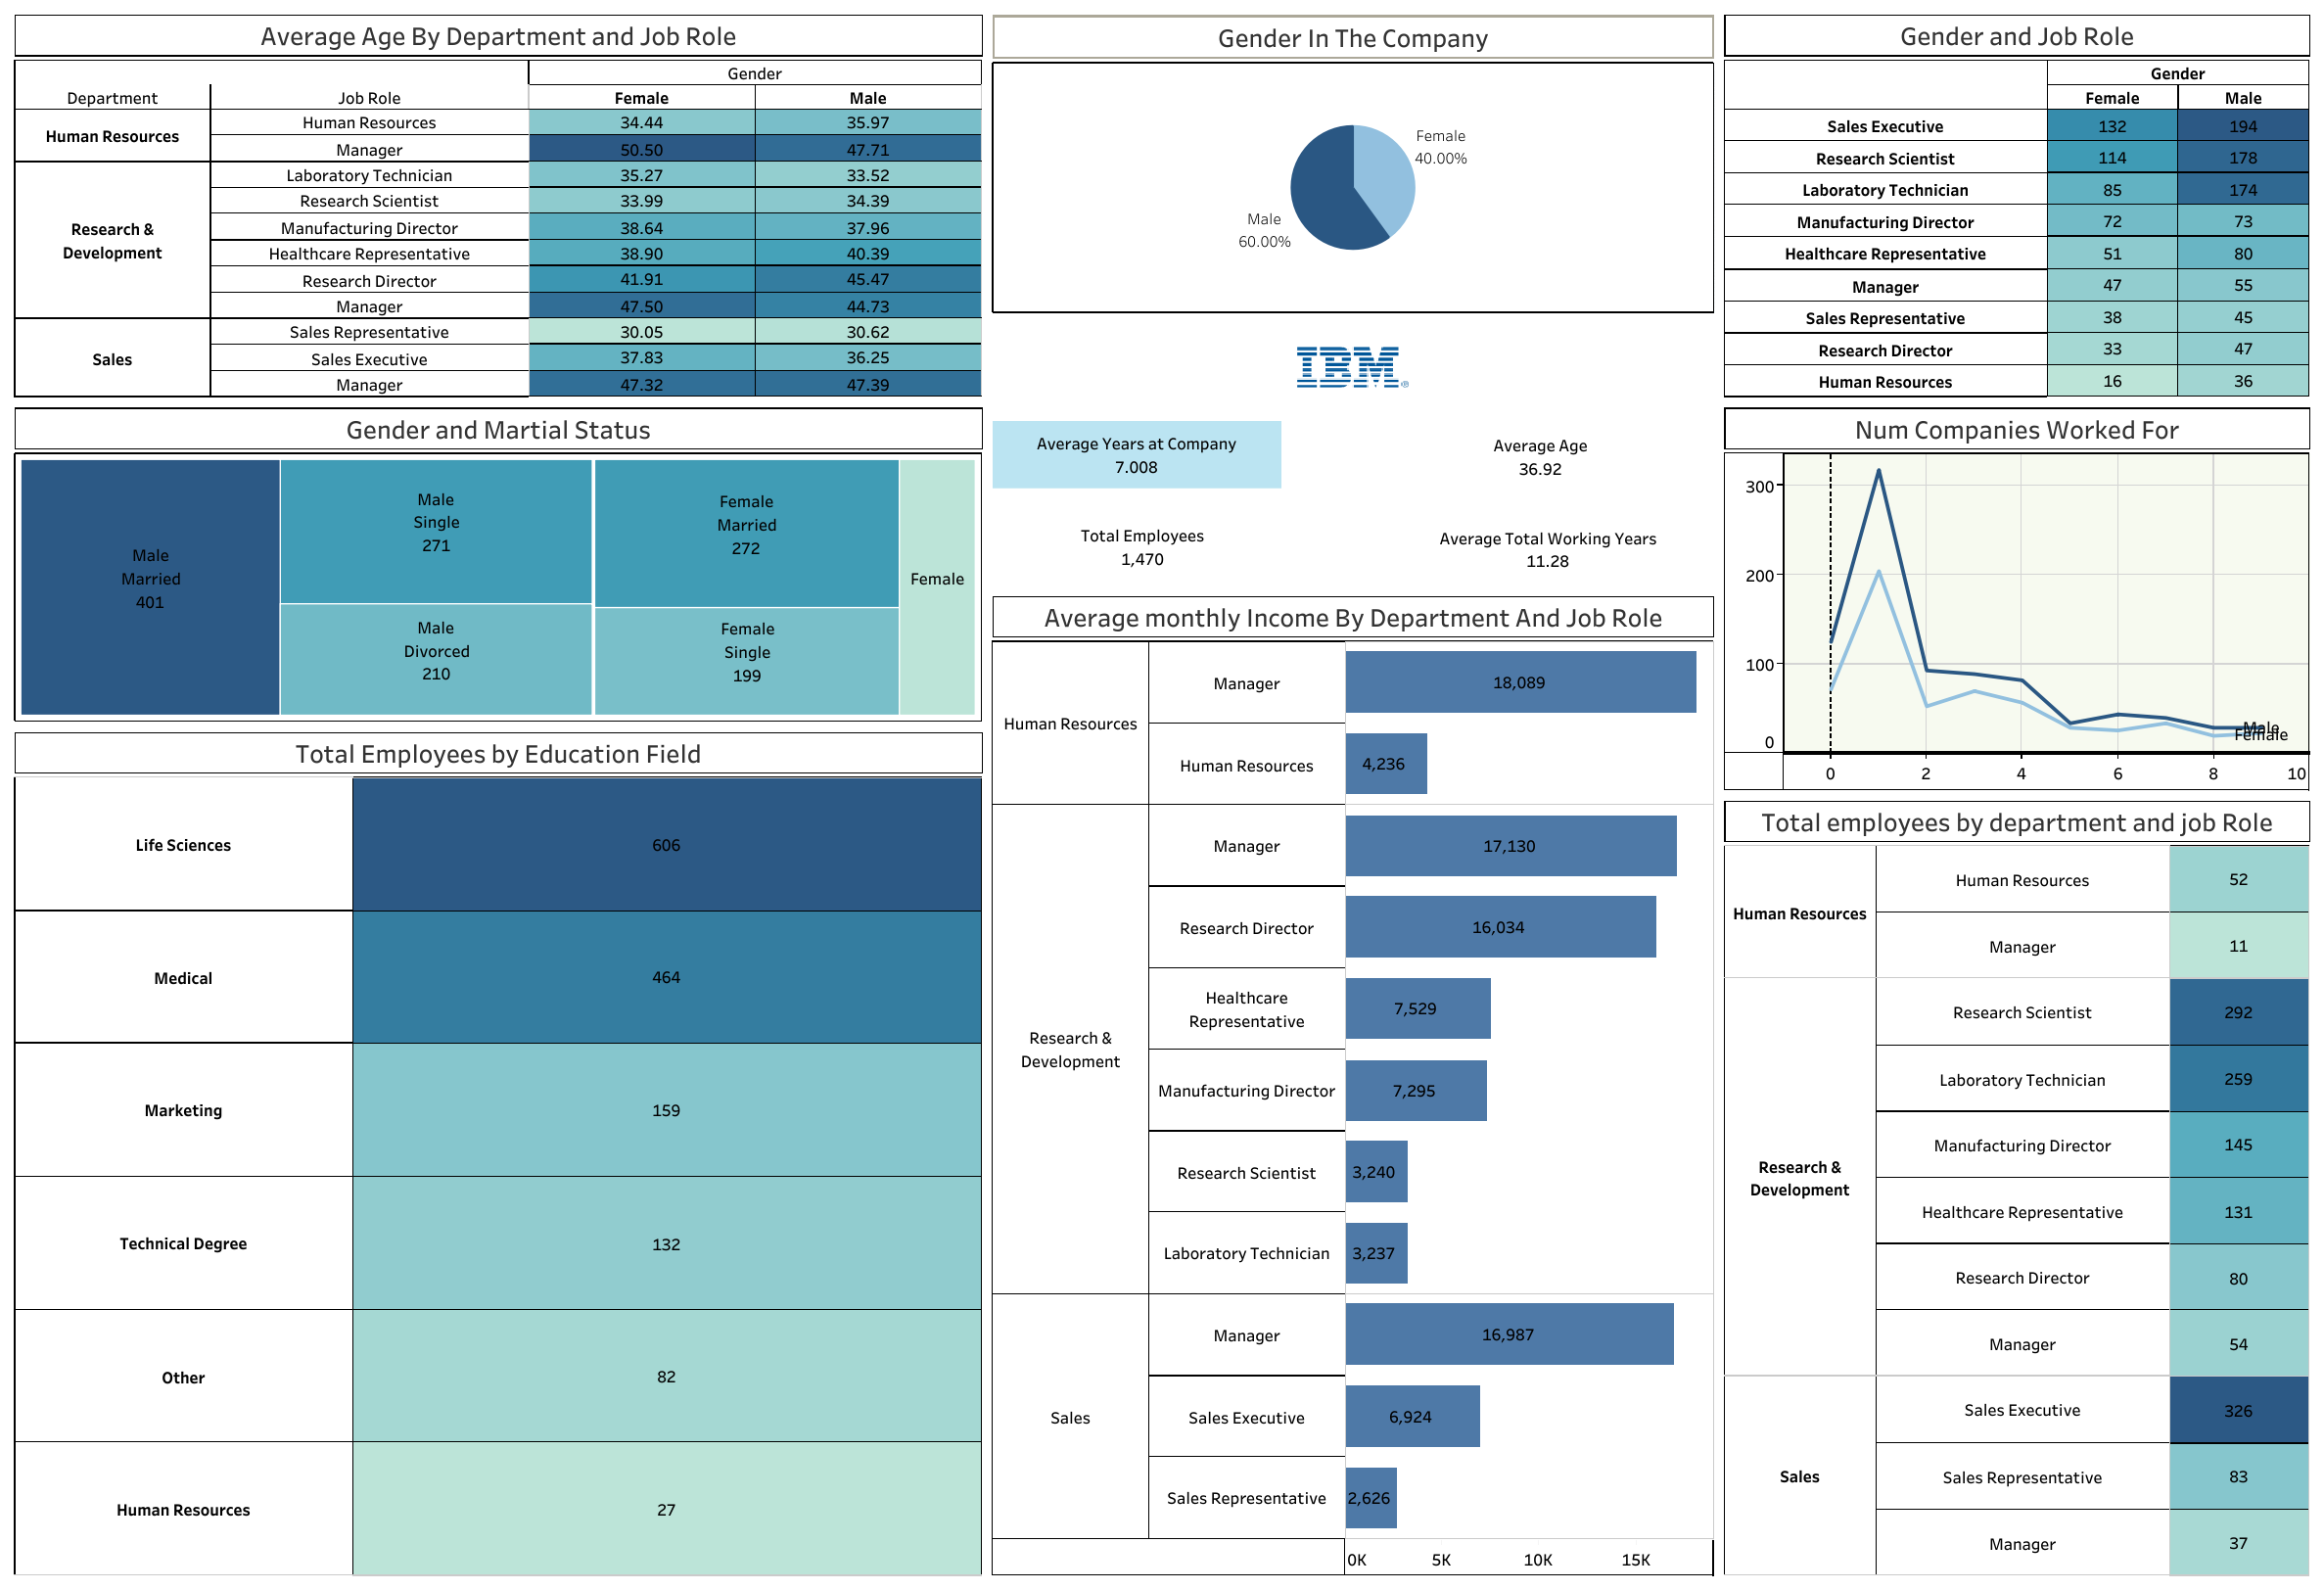 Average Age By Department and Job Role
Gender
Department Job Role Female Male
Human Resources
Human Resources 34.44 35.97
Manager 50.50 47.71
Research &
Development
Laboratory Technician 35.27 33.52
Research Scientist 33.99 34.39
Manufacturing Director 38.64 37.96
Healthcare Representative 38.90 40.39
Research Director 41.91 45.47
Manager 47.50 44.73
Sales
Sales Representative 30.05 30.62
Sales Executive 37.83 36.25
Manager 47.32 47.39
Gender and Martial Status
Male
Married
401
Male
Single
271
Male
Divorced
210
Female
Married
272
Female
Single
199
Female
Total Employees by Education Field
Life Sciences 606
Medical 464
Marketing 159
Technical Degree 132
Other 82
Human Resources 27
Gender In The Company
Female
40.00%
Male
60.00%
IBM®
Average Years at Company
7.008
Average Age
36.92
Total Employees
1,470
Average Total Working Years
11.28
Average monthly Income By Department And Job Role
Human Resources
Manager 18,089
Human Resources 4,236
Research &
Development
Manager 17,130
Research Director 16,034
Healthcare
Representative
7,529
Manufacturing Director 7,295
Research Scientist 3,240
Laboratory Technician 3,237
Sales
Manager 16,987
Sales Executive 6,924
Sales Representative 2,626
0K 5K 10K 15K
Gender and Job Role
Gender
Female Male
Sales Executive 132 194
Research Scientist 114 178
Laboratory Technician 85 174
Manufacturing Director 72 73
Healthcare Representative 51 80
Manager 47 55
Sales Representative 38 45
Research Director 33 47
Human Resources 16 36
Num Companies Worked For
300
200
100
0
Male
Female
0 2 4 6 8 10
Total employees by department and job Role
Human Resources
Human Resources 52
Manager 11
Research &
Development
Research Scientist 292
Laboratory Technician 259
Manufacturing Director 145
Healthcare Representative 131
Research Director 80
Manager 54
Sales
Sales Executive 326
Sales Representative 83
Manager 37